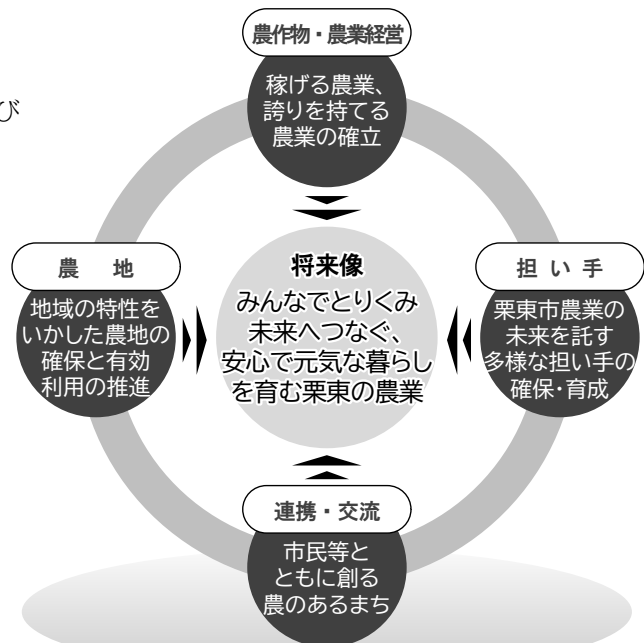 び
農作物・農業経営
稼げる農業、
誇りを持てる
農業の確立
農　地
地域の特性を
いかした農地の
確保と有効
利用の推進
将来像
みんなでとりくみ
未来へつなぐ、
安心で元気な暮らし
を育む栗東の農業
担い手
栗東市農業の
未来を託す
多様な担い手の
確保・育成
連携・交流
市民等と
ともに創る
農のあるまち